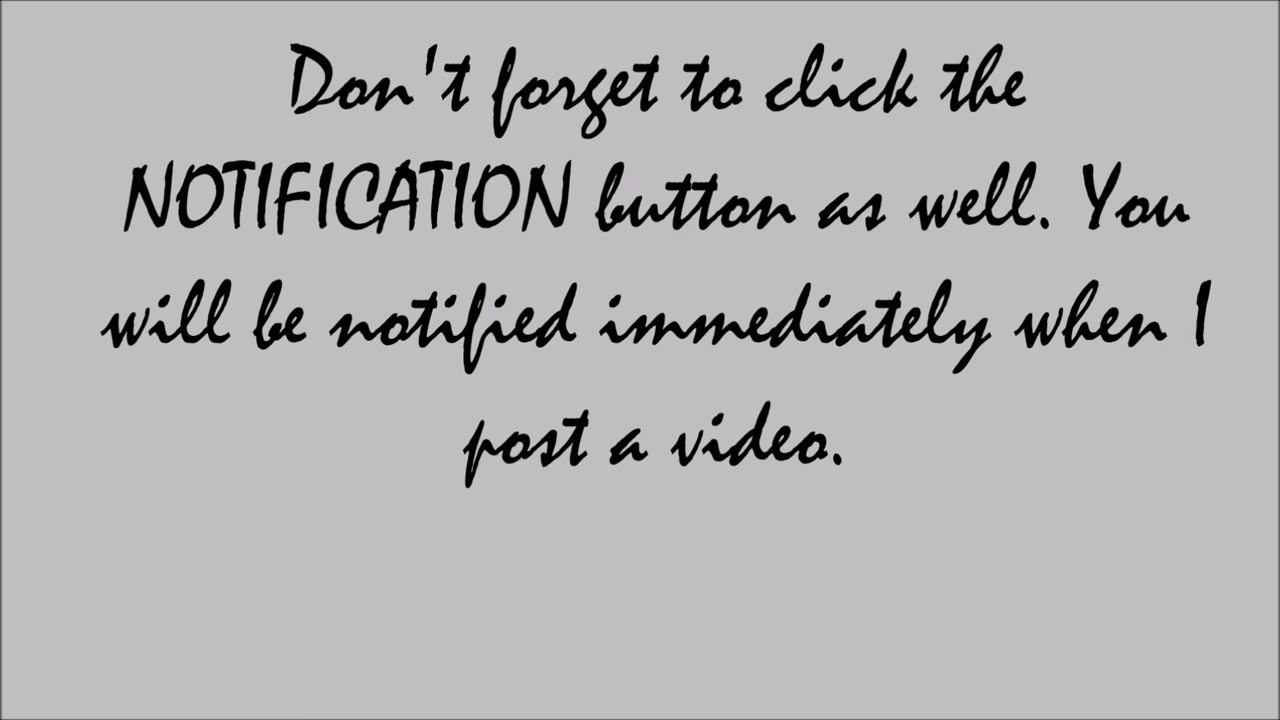 Don't forget to click the
NOTIFICATION button as well. You
will be notified immediately when I
post a video.